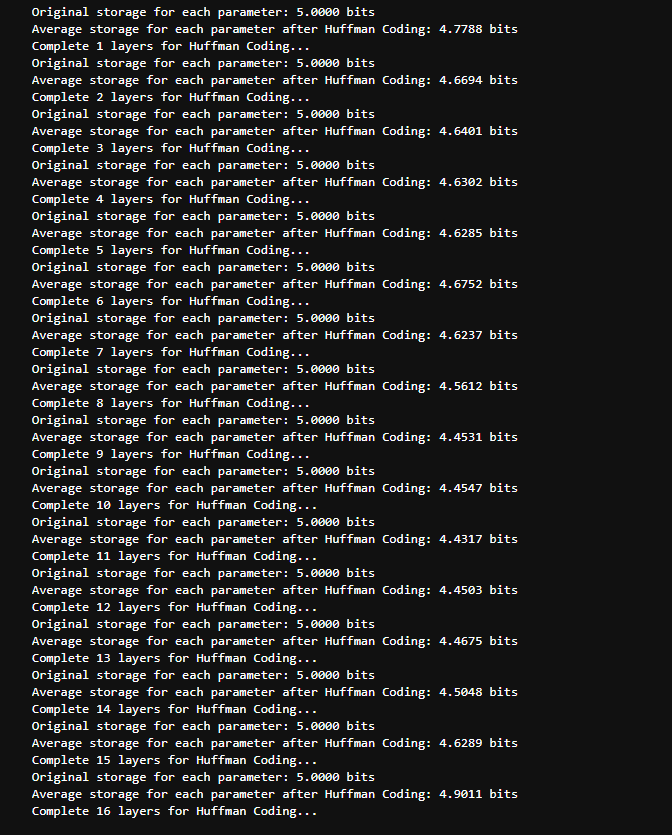 Original storage for each parameter: 5.0000 bits
Average storage for each parameter after Huffman Coding: 4.7788 bits
Complete 1 layers for Huffman Coding...
Original storage for each parameter: 5.0000 bits
Average storage for each parameter after Huffman Coding: 4.6694 bits
Complete 2 layers for Huffman Coding...
Original storage for each parameter: 5.0000 bits
Average storage for each parameter after Huffman Coding: 4.6401 bits
Complete 3 layers for Huffman Coding...
Original storage for each parameter: 5.0000 bits
Average storage for each parameter after Huffman Coding: 4.6302 bits
Complete 4 layers for Huffman Coding...
Original storage for each parameter: 5.0000 bits
Average storage for each parameter after Huffman Coding: 4.6285 bits
Complete 5 layers for Huffman Coding...
Original storage for each parameter: 5.0000 bits
Average storage for each parameter after Huffman Coding: 4.6752 bits
Complete 6 layers for Huffman Coding...
Original storage for each parameter: 5.0000 bits
Average storage for each parameter after Huffman Coding: 4.6237 bits
Complete 7 layers for Huffman Coding...
Original storage for each parameter: 5.0000 bits
Average storage for each parameter after Huffman Coding: 4.5612 bits
Complete 8 layers for Huffman Coding...
Original storage for each parameter: 5.0000 bits
Average storage for each parameter after Huffman Coding: 4.4531 bits
Complete 9 layers for Huffman Coding...
Original storage for each parameter: 5.0000 bits
Average storage for each parameter after Huffman Coding: 4.4547 bits
Complete 10 layers for Huffman Coding...
Original storage for each parameter: 5.0000 bits
Average storage for each parameter after Huffman Coding: 4.4317 bits
Complete 11 layers for Huffman Coding...
Original storage for each parameter: 5.0000 bits
Average storage for each parameter after Huffman Coding: 4.4503 bits
Complete 12 layers for Huffman Coding...
Original storage for each parameter: 5.0000 bits
Average storage for each parameter after Huffman Coding: 4.4675 bits
Complete 13 layers for Huffman Coding...
Original storage for each parameter: 5.0000 bits
Average storage for each parameter after Huffman Coding: 4.5048 bits
Complete 14 layers for Huffman Coding...
Original storage for each parameter: 5.0000 bits
Average storage for each parameter after Huffman Coding: 4.6289 bits
Complete 15 layers for Huffman Coding...
Original storage for each parameter: 5.0000 bits
Average storage for each parameter after Huffman Coding: 4.9011 bits
Complete 16 layers for Huffman Coding...